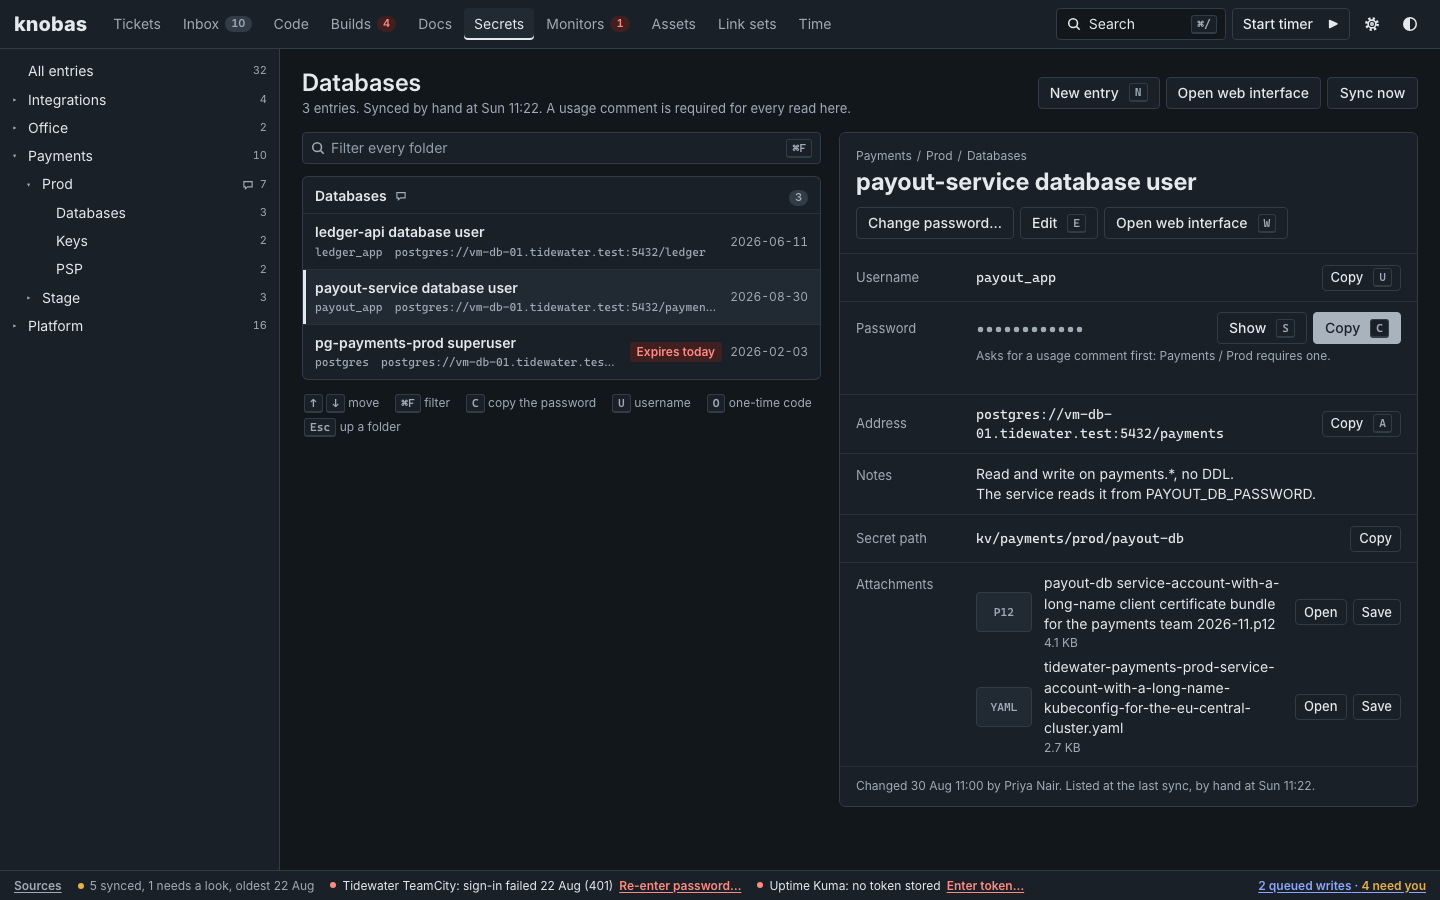 knobas Tickets Inbox 10 Code Builds 4 Docs Secrets Monitors 1 Assets Link sets Time Search ⌘/ Start timer
All entries 32
Integrations 4
Office 2
Payments 10
Prod 7
Databases 3
Keys 2
PSP 2
Stage 3
Platform 16
Databases
3 entries. Synced by hand at Sun 11:22. A usage comment is required for every read here.
New entry N Open web interface Sync now
Filter every folder ⌘F
Databases 3
ledger-api database user
ledger_app postgres://vm-db-01.tidewater.test:5432/ledger
2026-06-11
payout-service database user
payout_app postgres://vm-db-01.tidewater.test:5432/paymen…
2026-08-30
pg-payments-prod superuser
postgres postgres://vm-db-01.tidewater.tes…
Expires today 2026-02-03
↑ ↓ move ⌘F filter C copy the password U username O one-time code
Esc up a folder
Payments / Prod / Databases
payout-service database user
Change password… Edit E Open web interface W
Username payout_app Copy U
Password ●●●●●●●●●●●● Show S Copy C
Asks for a usage comment first: Payments / Prod requires one.
Address
postgres://vm-db-
01.tidewater.test:5432/payments
Copy A
Notes
Read and write on payments.*, no DDL.
The service reads it from PAYOUT_DB_PASSWORD.
Secret path kv/payments/prod/payout-db Copy
Attachments
P12
payout-db service-account-with-a-
long-name client certificate bundle
for the payments team 2026-11.p12
4.1 KB
Open Save
YAML
tidewater-payments-prod-service-
account-with-a-long-name-
kubeconfig-for-the-eu-central-
cluster.yaml
2.7 KB
Open Save
Changed 30 Aug 11:00 by Priya Nair. Listed at the last sync, by hand at Sun 11:22.
Sources 5 synced, 1 needs a look, oldest 22 Aug Tidewater TeamCity: sign-in failed 22 Aug (401) Re-enter password… Uptime Kuma: no token stored Enter token… 2 queued writes · 4 need you